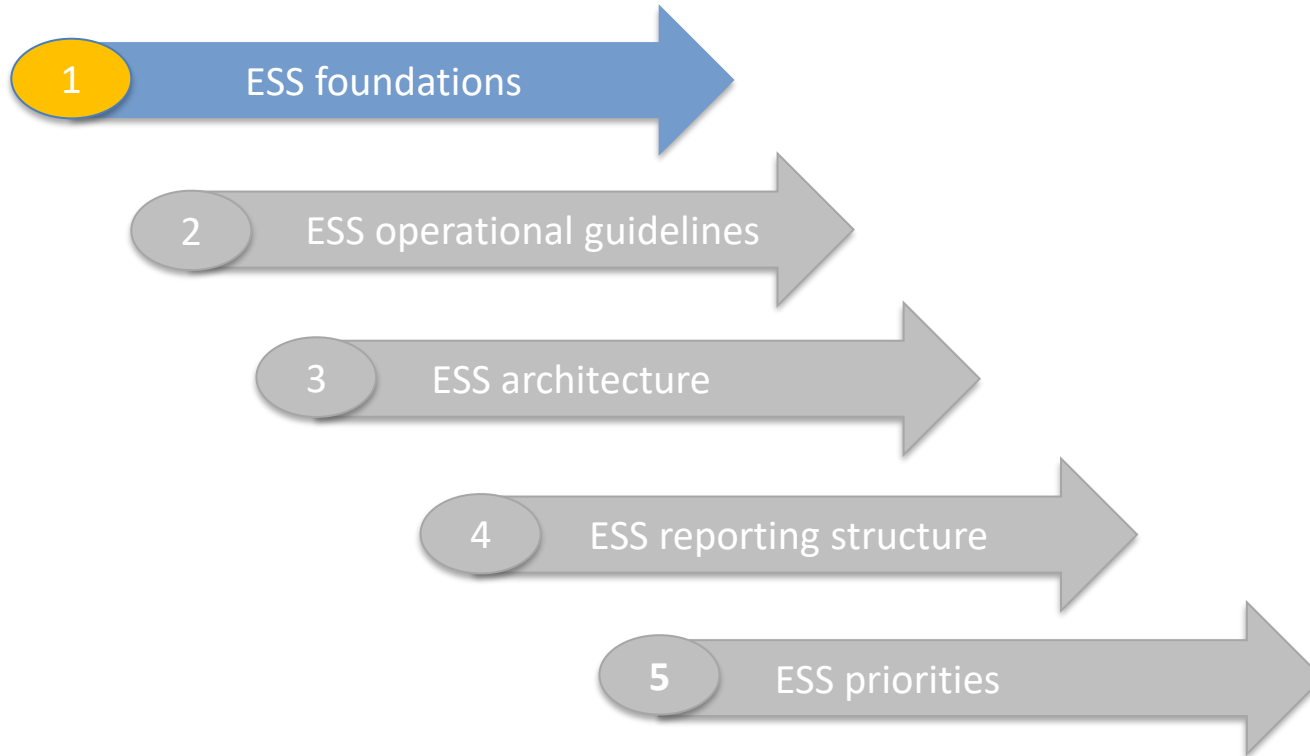 1
ESS foundations
2
ESS operational guidelines
3
ESS architecture
4
ESS reporting structure
5
ESS priorities